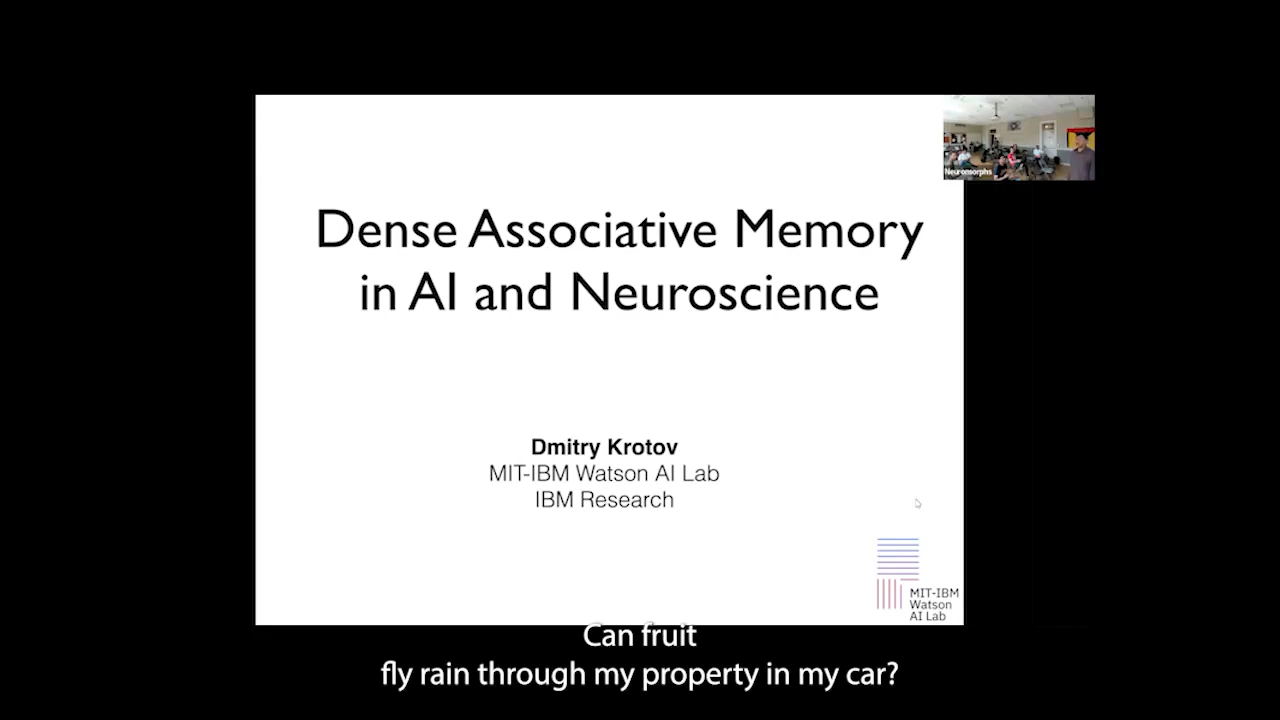 Neuromorphs
Dense Associative Memory
in AI and Neuroscience
Dmitry Krotov
MIT-IBM Watson AI Lab
IBM Research
MIT-IBM
Watson
AI Lab
Can fruit
fly rain through my property in my car?